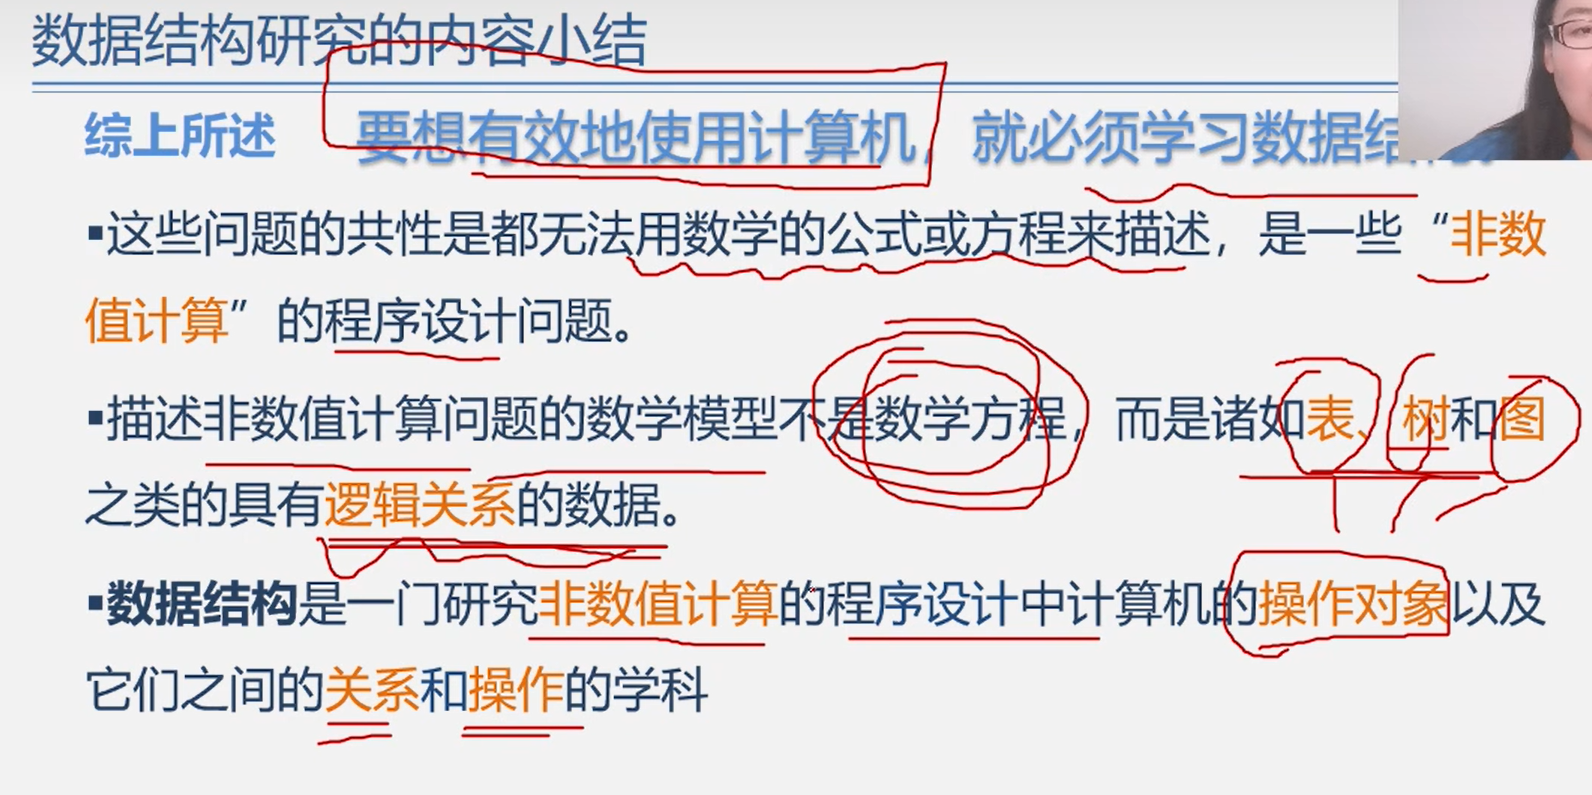 数据结构研究的内容小结
综上所述 要想有效地使用计算机，就必须学习数据结
▪这些问题的共性是都无法用数学的公式或方程来描述，是一些“非数
值计算”的程序设计问题。
▪描述非数值计算问题的数学模型不是数学方程，而是诸如表、树和图
之类的具有逻辑关系的数据。
▪数据结构是一门研究非数值计算的程序设计中计算机的操作对象以及
它们之间的关系和操作的学科